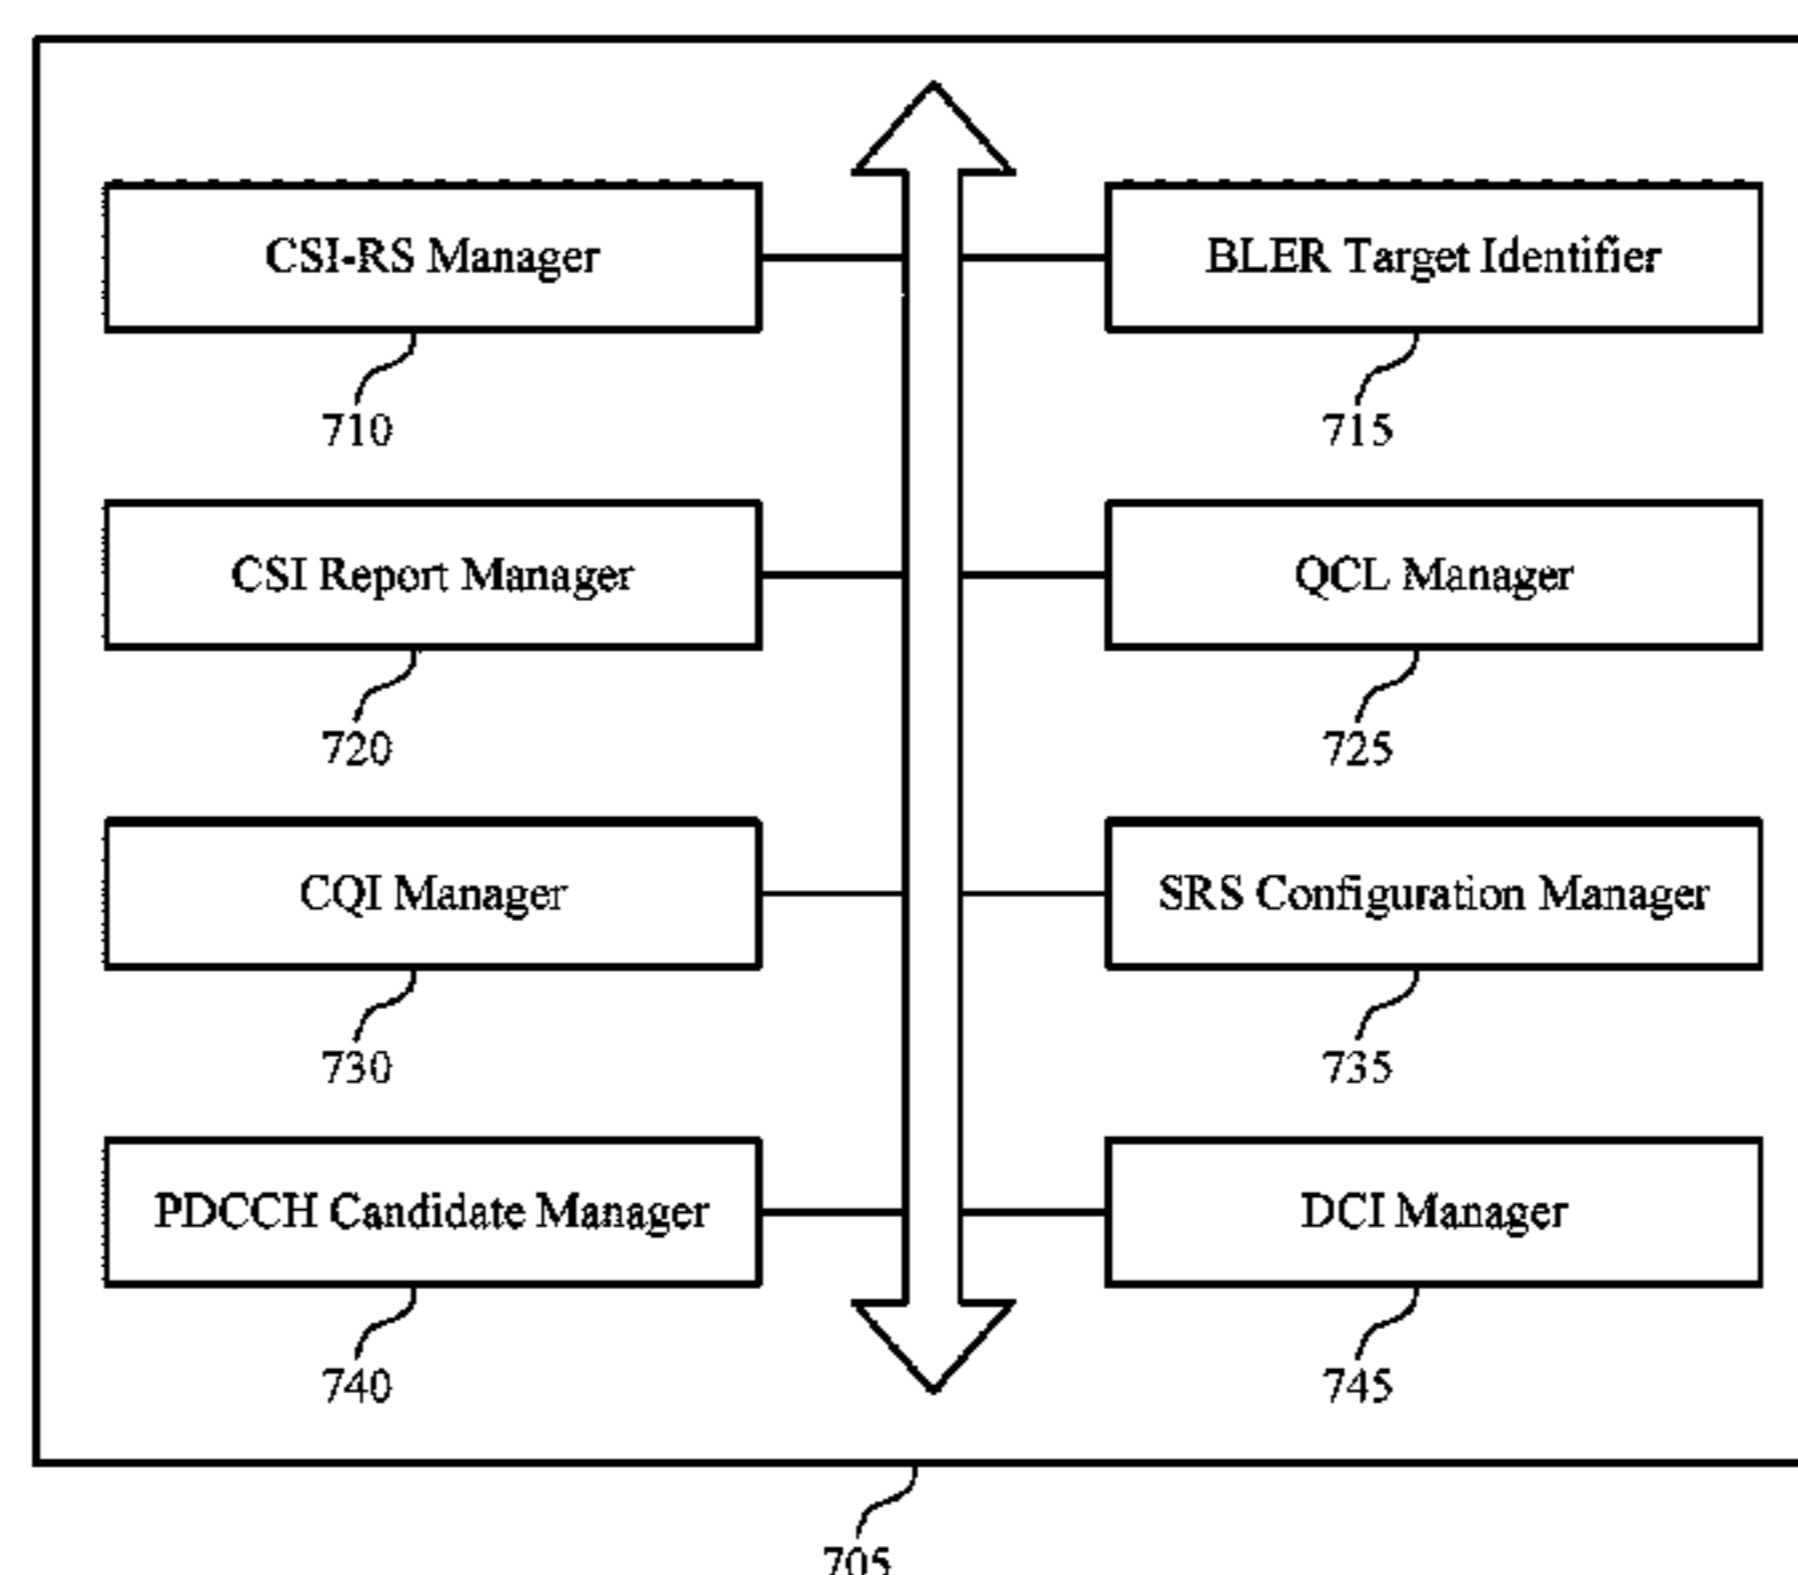 CSI-RS Manager
BLER Target Identifier
710
715
CSI Report Manager
QCL Manager
720
725
CQI Manager
SRS Configuration Manager
730
735
PDCCH Candidate Manager
DCI Manager
740
745
705